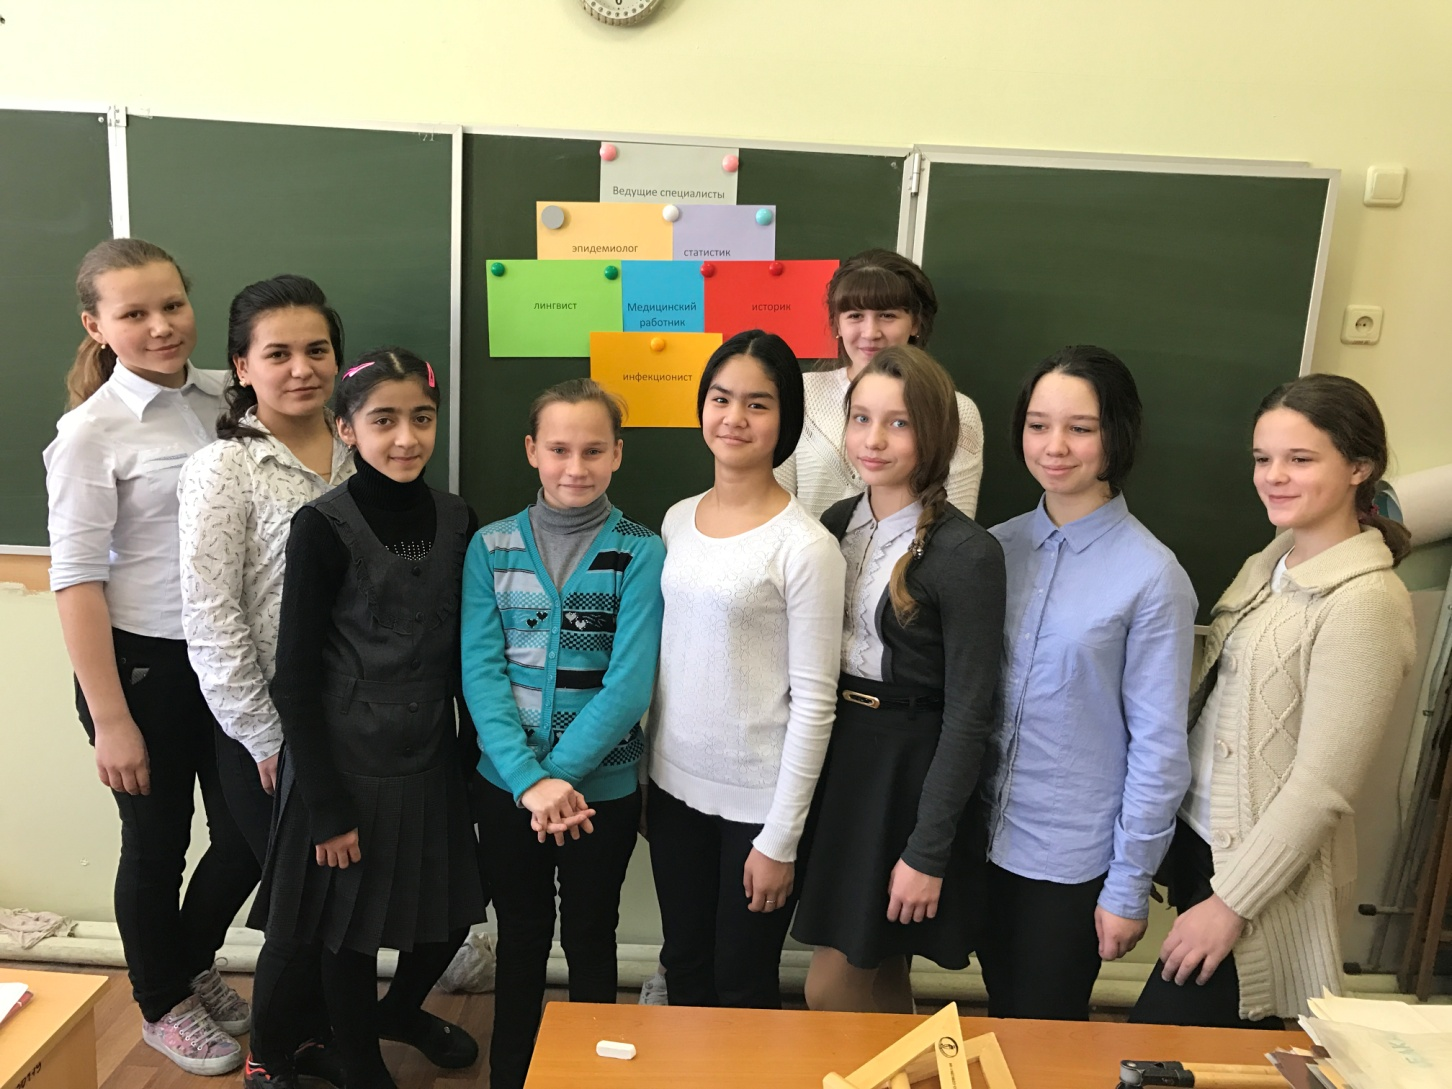 Ведущие специалисты
эпидемиолог
статистик
лингвист
Медицинский
работник
историк
инфекционист